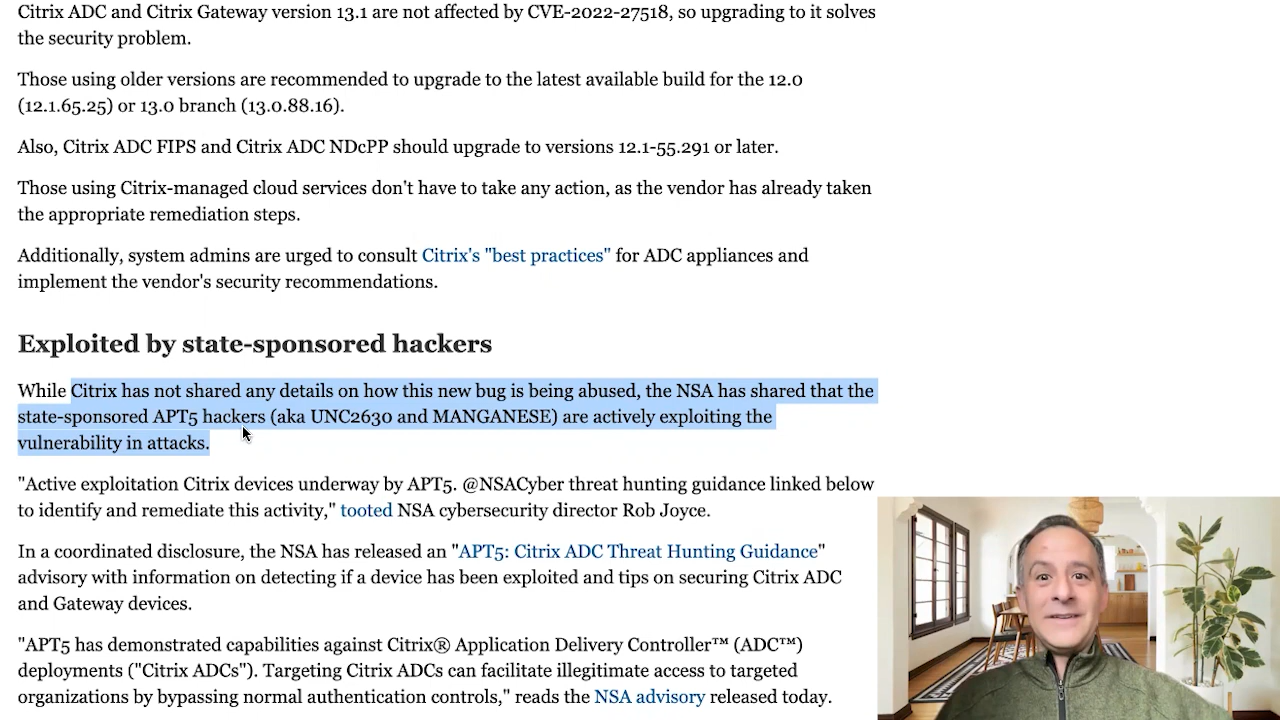 Citrix ADC and Citrix Gateway version 13.1 are not affected by CVE-2022-27518, so upgrading to it solves
the security problem.
Those using older versions are recommended to upgrade to the latest available build for the 12.0
(12.1.65.25) or 13.0 branch (13.0.88.16).
Also, Citrix ADC FIPS and Citrix ADC NDcPP should upgrade to versions 12.1-55.291 or later.
Those using Citrix-managed cloud services don't have to take any action, as the vendor has already taken
the appropriate remediation steps.
Additionally, system admins are urged to consult Citrix's "best practices" for ADC appliances and
implement the vendor's security recommendations.
Exploited by state-sponsored hackers
While Citrix has not shared any details on how this new bug is being abused, the NSA has shared that the
state-sponsored APT5 hackers (aka UNC2630 and MANGANESE) are actively exploiting the
vulnerability in attacks.
"Active exploitation Citrix devices underway by APT5. @NSACyber threat hunting guidance linked below
to identify and remediate this activity," tooted NSA cybersecurity director Rob Joyce.
In a coordinated disclosure, the NSA has released an "APT5: Citrix ADC Threat Hunting Guidance"
advisory with information on detecting if a device has been exploited and tips on securing Citrix ADC
and Gateway devices.
"APT5 has demonstrated capabilities against Citrix® Application Delivery Controller™ (ADC™)
deployments ("Citrix ADCs"). Targeting Citrix ADCs can facilitate illegitimate access to targeted
organizations by bypassing normal authentication controls," reads the NSA advisory released today.